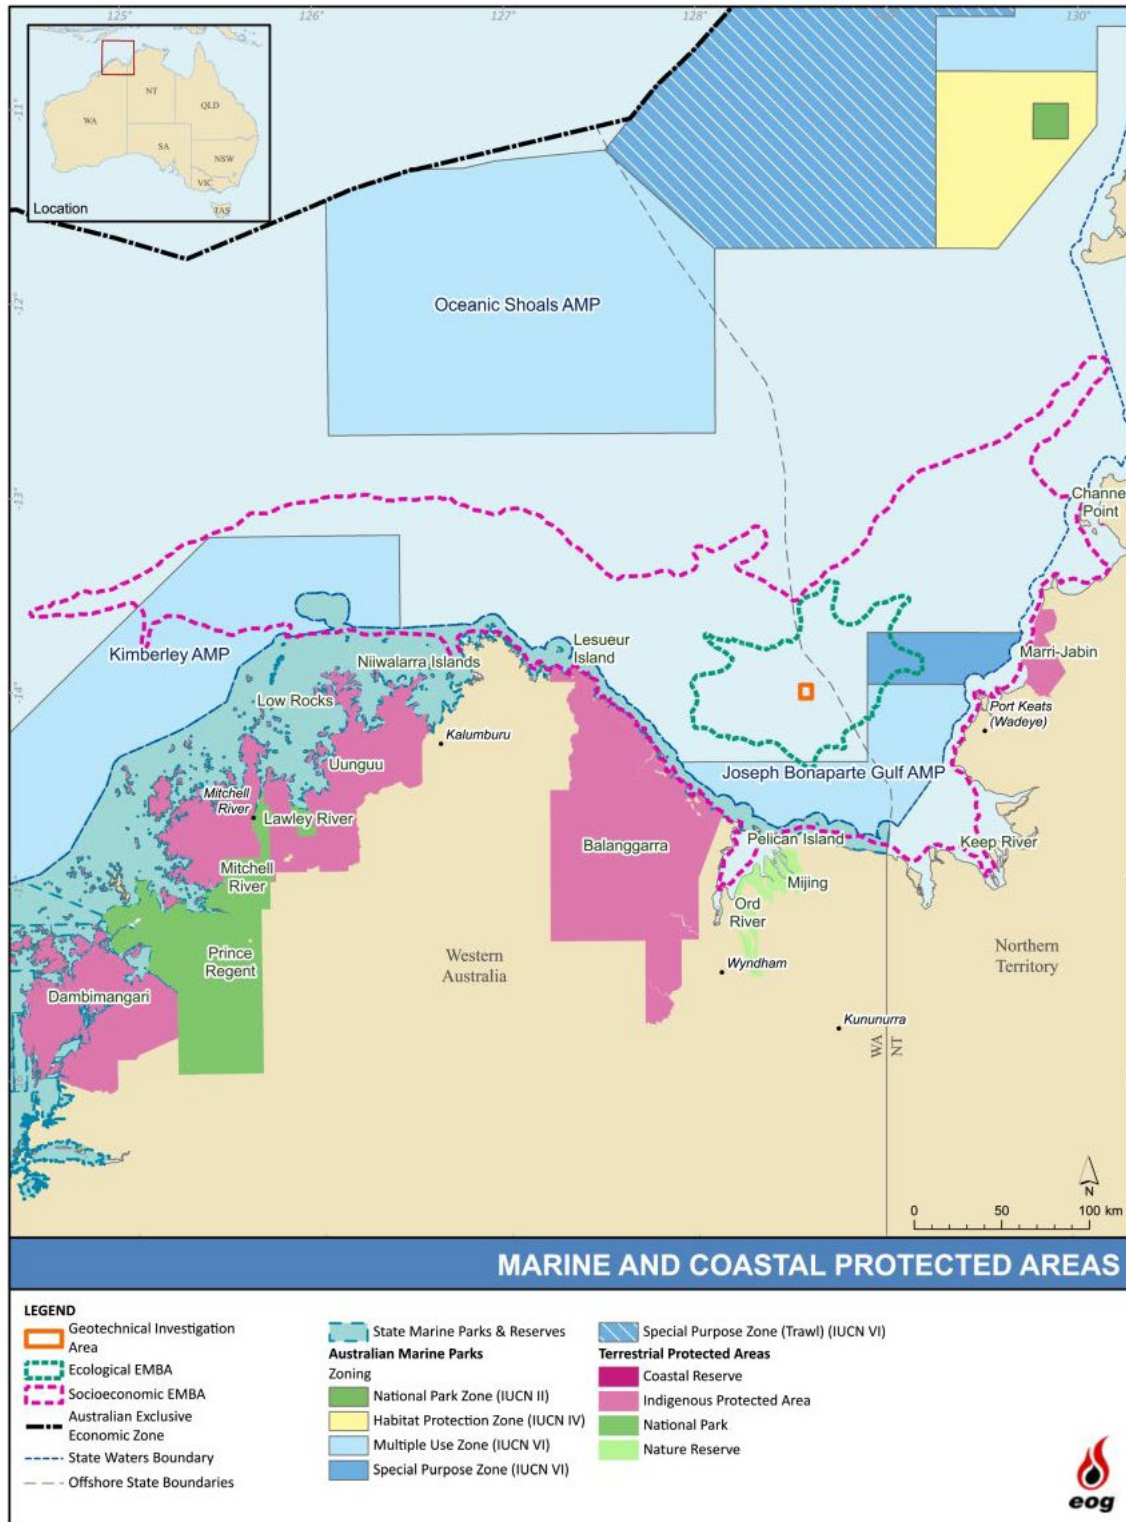 125°
126°
127°
128°
129°
130°
-11°
-12°
-13°
-14°
WA
NT
QLD
SA
NSW
VIC
TAS
Location
Oceanic Shoals AMP
Channe
Point
Kimberley AMP
Niiwalarra Islands
Lesueur
Island
Low Rocks
Marri-Jabin
Port Keats
(Wadeye)
Kalumburu
Uunguu
Joseph Bonaparte Gulf AMP
Mitchell
River
Lawley River
Balanggarra
Pelican Island
Keep River
Mitchell
River
Mijing
Ord
River
Prince
Regent
Western
Australia
Northern
Territory
Wyndham
Dambimangari
Kununurra
WA
NT
N
0 50 100 km
MARINE AND COASTAL PROTECTED AREAS
LEGEND
Geotechnical Investigation
Area
Ecological EMBA
Socioeconomic EMBA
Australian Exclusive
Economic Zone
State Waters Boundary
Offshore State Boundaries
State Marine Parks & Reserves
Australian Marine Parks
Zoning
National Park Zone (IUCN II)
Habitat Protection Zone (IUCN IV)
Multiple Use Zone (IUCN VI)
Special Purpose Zone (IUCN VI)
Special Purpose Zone (Trawl) (IUCN VI)
Terrestrial Protected Areas
Coastal Reserve
Indigenous Protected Area
National Park
Nature Reserve
eog